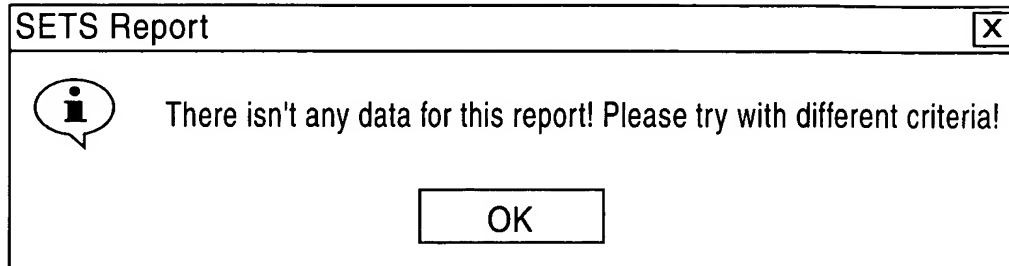 SETS Report X
There isn't any data for this report! Please try with different criteria!
OK